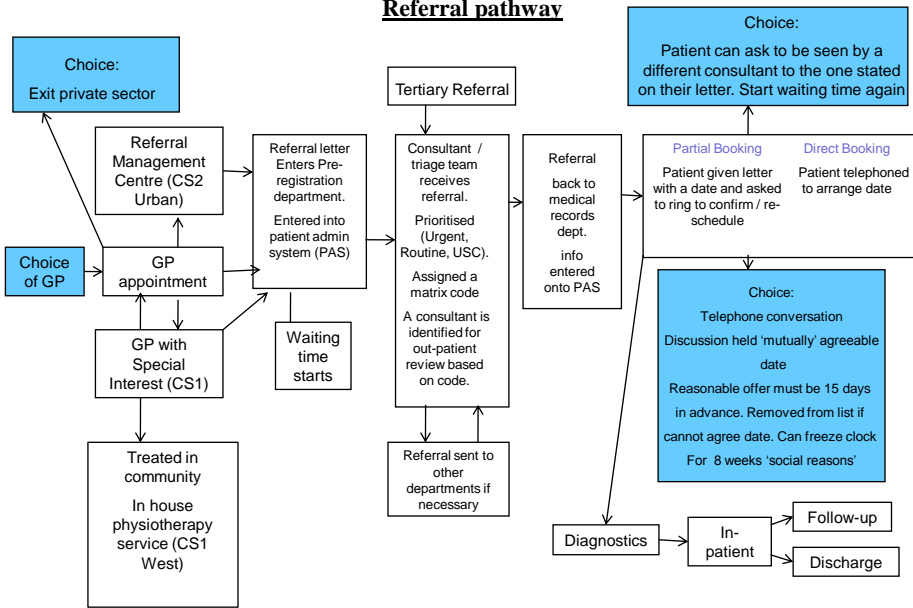 Referral pathway
Choice:
Exit private sector
Choice
of GP
Referral
Management
Centre (CS2
Urban)
GP
appointment
GP with
Special
Interest (CS1)
Treated in
community
In house
physiotherapy
service (CS1
West)
Referral letter
Enters Pre-
registration
department.
Entered into
patient admin
system (PAS)
Waiting
time
starts
Tertiary Referral
Consultant /
triage team
receives
referral.
Prioritised
(Urgent,
Routine, USC).
Assigned a
matrix code
A consultant is
identified for
out-patient
review based
on code.
Referral sent to
other
departments if
necessary
Referral
back to
medical
records
dept.
info
entered
onto PAS
Choice:
Patient can ask to be seen by a
different consultant to the one stated
on their letter. Start waiting time again
Partial Booking
Patient given letter
with a date and asked
to ring to confirm / re-
schedule
Direct Booking
Patient telephoned
to arrange date
Choice:
Telephone conversation
Discussion held ‘mutually’ agreeable
date
Reasonable offer must be 15 days
in advance. Removed from list if
cannot agree date. Can freeze clock
For 8 weeks ‘social reasons’
Diagnostics
In-
patient
Follow-up
Discharge